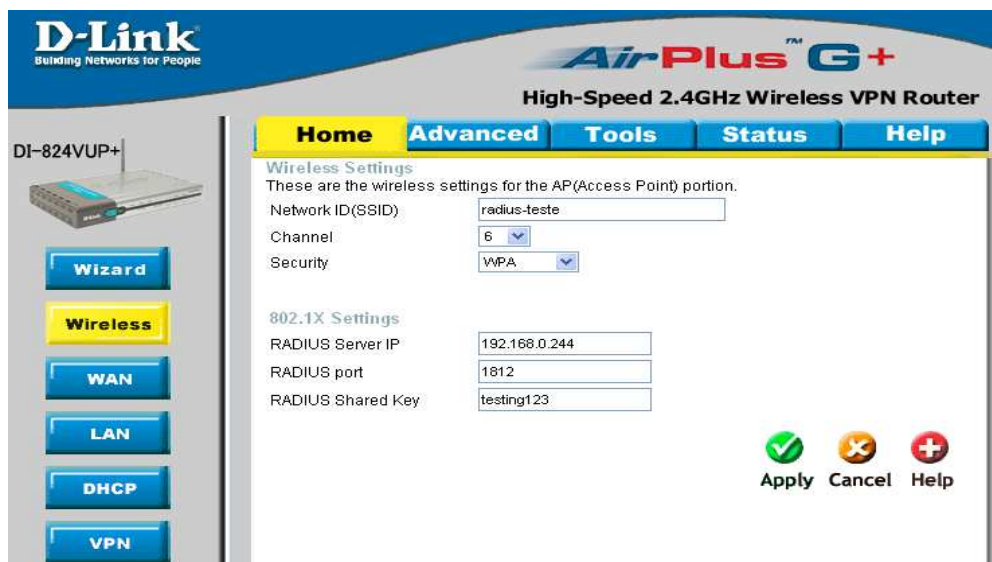 D-Link
Building Networks for People
AirPlus™ G+
High-Speed 2.4GHz Wireless VPN Router
DI-824VUP+
Home Advanced Tools Status Help
Wizard
Wireless
WAN
LAN
DHCP
VPN
Wireless Settings
These are the wireless settings for the AP(Access Point) portion.
Network ID(SSID) radius-teste
Channel 6
Security WPA
802.1X Settings
RADIUS Server IP 192.168.0.244
RADIUS port 1812
RADIUS Shared Key testing123
Apply Cancel Help